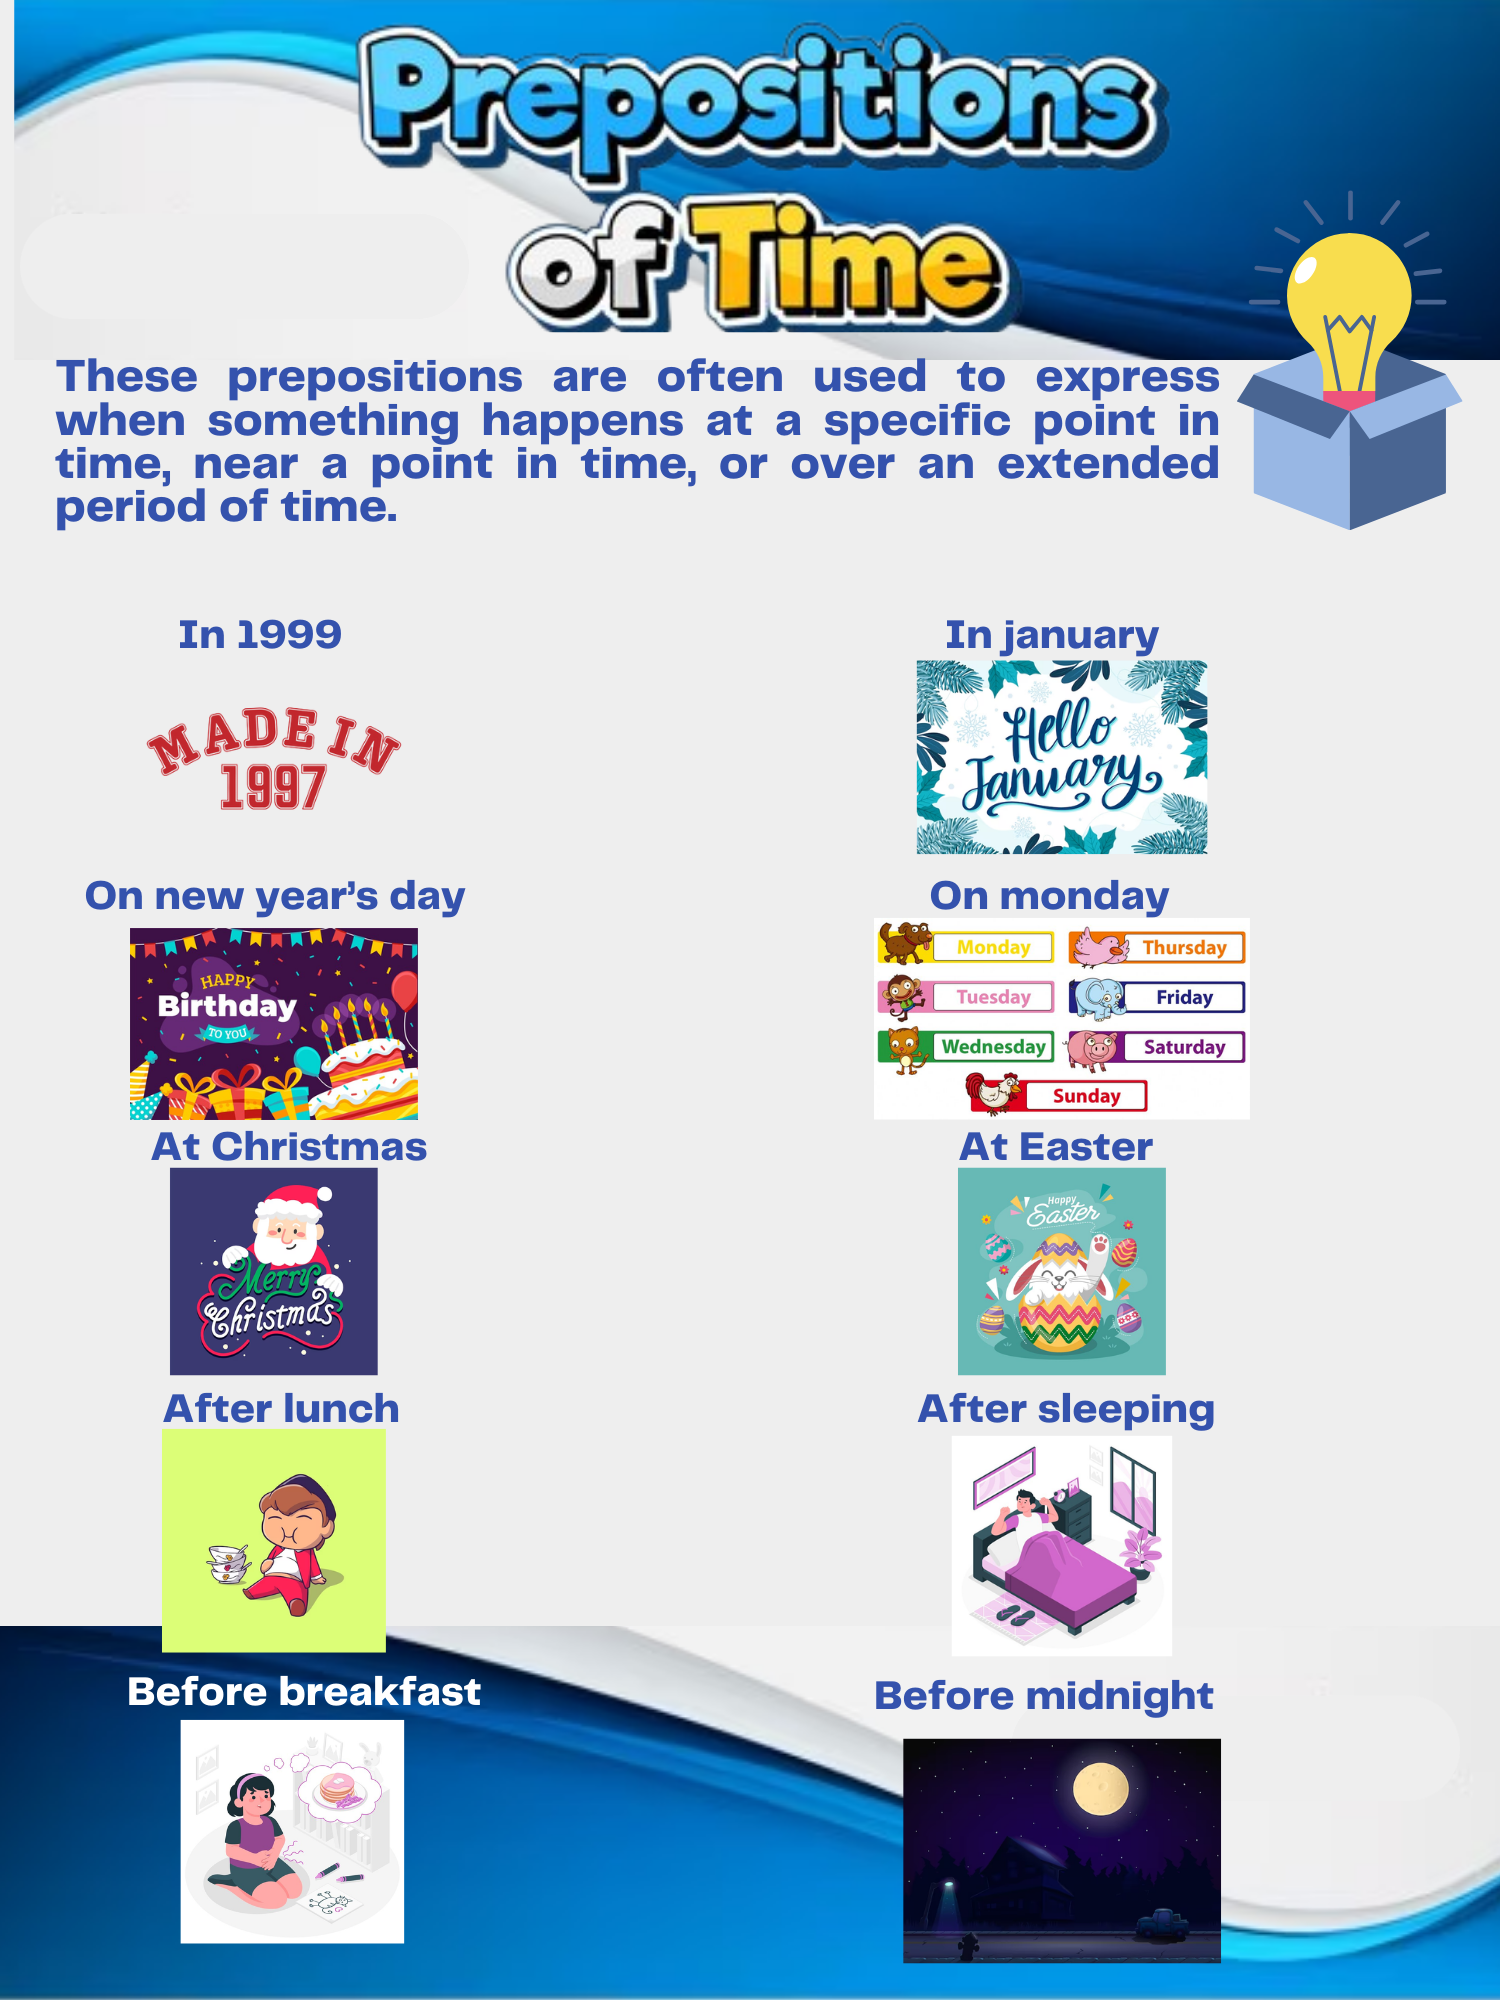 Prepositions
of Time
These prepositions are often used to express
when something happens at a specific point in
time, near a point in time, or over an extended
period of time.
In 1999
In january
MADE IN
1997
Hello
January
On new year's day
On monday
HAPPY
Birthday
TO YOU
Monday
Thursday
Tuesday
Friday
Wednesday
Saturday
Sunday
At Christmas
At Easter
Merry
Christmas
Happy
Easter
After lunch
After sleeping
Before breakfast
Before midnight